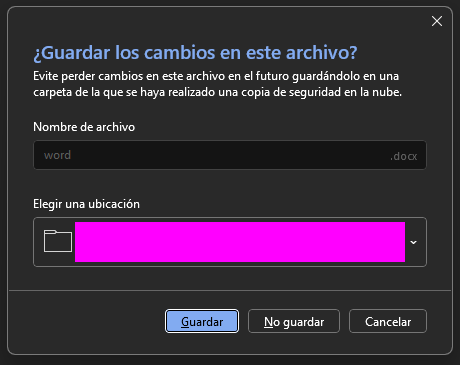 ¿Guardar los cambios en este archivo?
Evite perder cambios en este archivo en el futuro guardándolo en una
carpeta de la que se haya realizado una copia de seguridad en la nube.
Nombre de archivo
word .docx
Elegir una ubicación
Guardar No guardar Cancelar